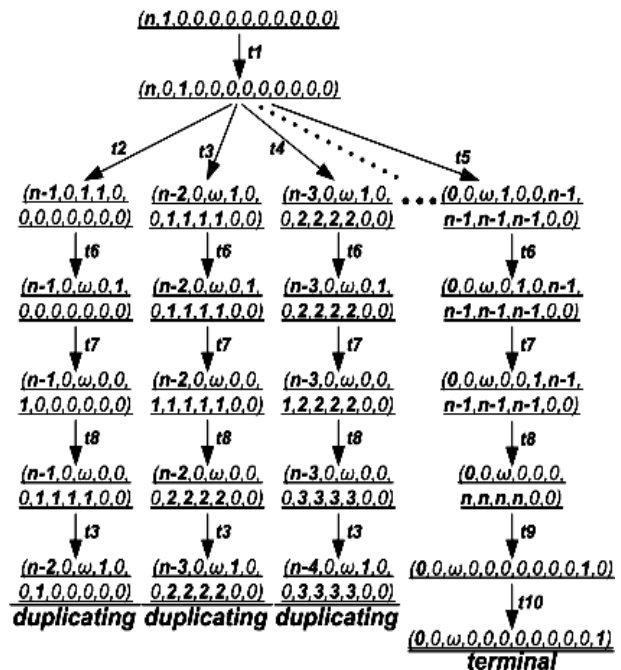 (n,1,0,0,0,0,0,0,0,0,0,0)
t1
(n,0,1,0,0,0,0,0,0,0,0,0)
t2 t3 t4 t5
(n-1,0,1,1,0, (n-2,0,ω,1,0, (n-3,0,ω,1,0, (0,0,ω,1,0,0,n-1,
0,0,0,0,0,0,0) 0,1,1,1,1,0,0) 0,2,2,2,2,0,0) n-1,n-1,n-1,0,0)
t6 t6 t6 t6
(n-1,0,ω,0,1, (n-2,0,ω,0,1, (n-3,0,ω,0,1, (0,0,ω,0,1,0,n-1,
0,0,0,0,0,0,0) 0,1,1,1,1,0,0) 0,2,2,2,2,0,0) n-1,n-1,n-1,0,0)
t7 t7 t7 t7
(n-1,0,ω,0,0, (n-2,0,ω,0,0, (n-3,0,ω,0,0, (0,0,ω,0,0,1,n-1,
1,0,0,0,0,0,0) 1,1,1,1,1,0,0) 1,2,2,2,2,0,0) n-1,n-1,n-1,0,0)
t8 t8 t8 t8
(n-1,0,ω,0,0, (n-2,0,ω,0,0, (n-3,0,ω,0,0, (0,0,ω,0,0,0,
0,1,1,1,1,0,0) 0,2,2,2,2,0,0) 0,3,3,3,3,0,0) n,n,n,n,0,0)
t3 t3 t3 t9
(n-2,0,ω,1,0, (n-3,0,ω,1,0, (n-4,0,ω,1,0, (0,0,ω,0,0,0,0,0,0,0,1,0)
0,1,0,0,0,0,0) 0,2,2,2,2,0,0) 0,3,3,3,3,0,0)
duplicating duplicating duplicating t10
(0,0,ω,0,0,0,0,0,0,0,0,1)
terminal